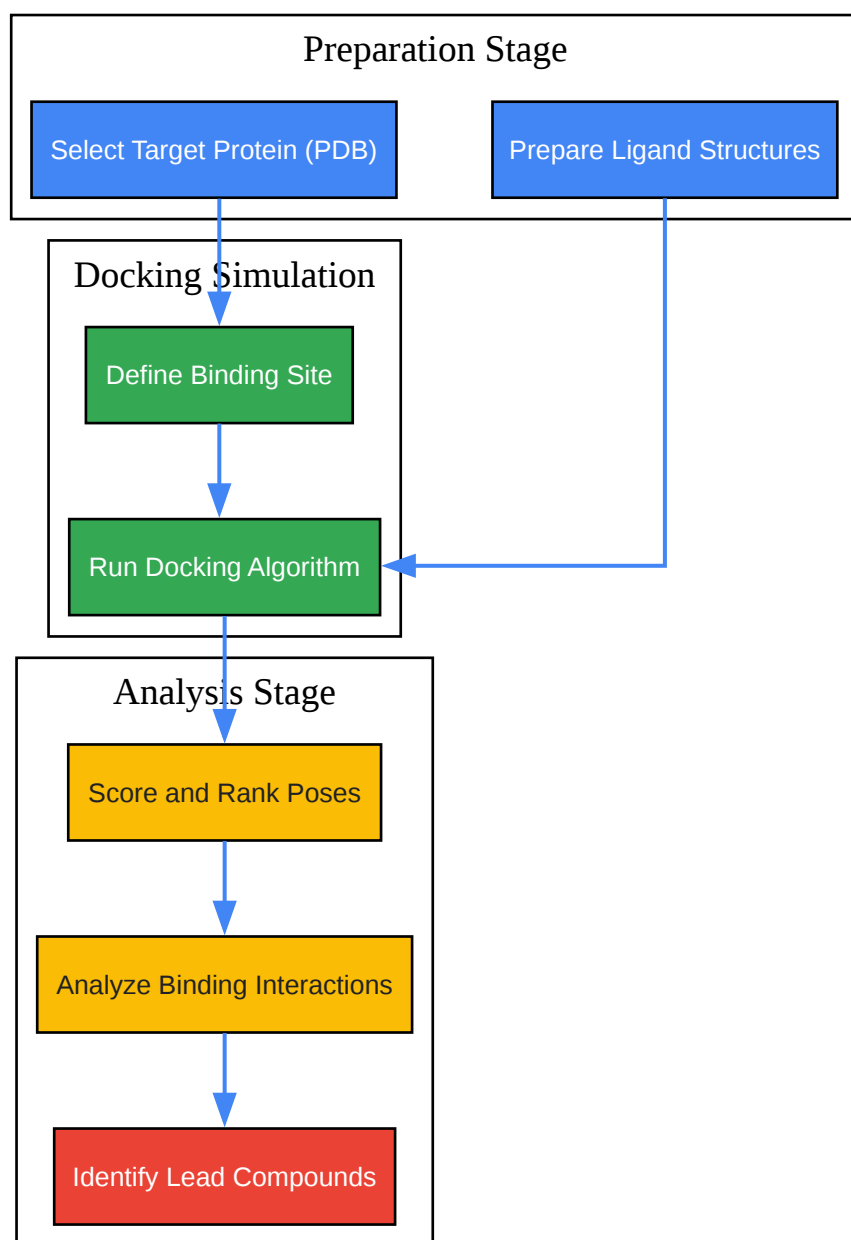 Preparation Stage
Select Target Protein (PDB)
Prepare Ligand Structures
Docking Simulation
Define Binding Site
Run Docking Algorithm
Analysis Stage
Score and Rank Poses
Analyze Binding Interactions
Identify Lead Compounds